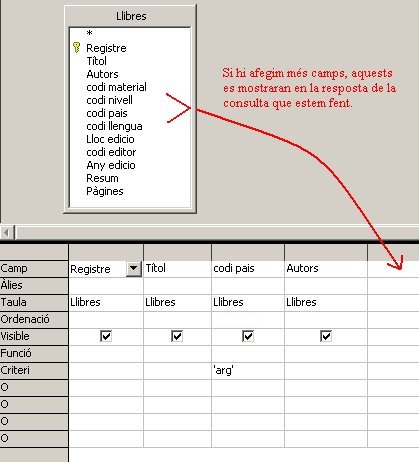 Llibres
*
Registre
Títol
Autors
codi material
codi nivell
codi pais
codi llengua
Lloc edicio
codi editor
Any edicio
Resum
Pàgines
Si hi afegim més camps, aquests
es mostraran en la resposta de la
consulta que estem fent.
Camp Registre Títol codi pais Autors
Àlies
Taula Llibres Llibres Llibres Llibres
Ordenació
Visible
Funció
Criteri 'arg'
O
O
O
O